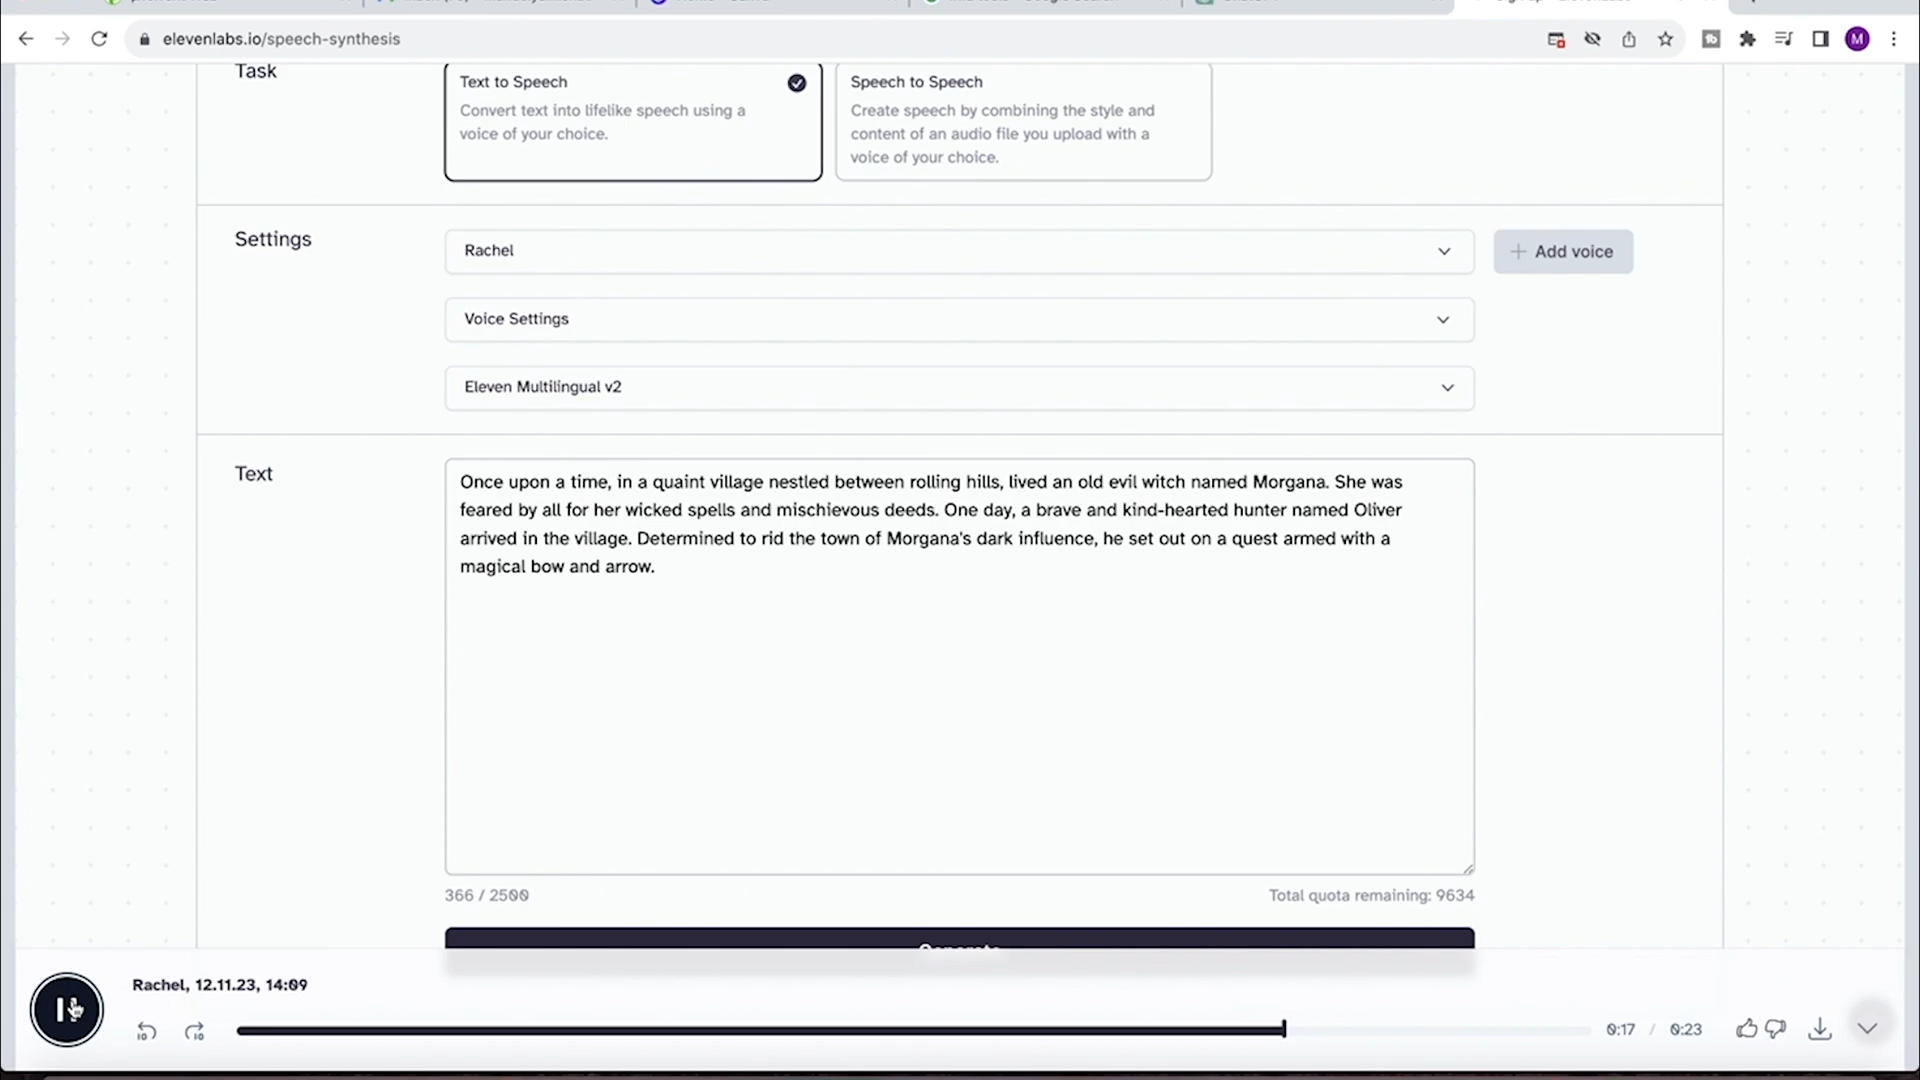 elevenlabs.io/speech-synthesis
M
Task
Text to Speech
Convert text into lifelike speech using a
voice of your choice.
Speech to Speech
Create speech by combining the style and
content of an audio file you upload with a
voice of your choice.
Settings
Rachel
+ Add voice
Voice Settings
Eleven Multilingual v2
Text
Once upon a time, in a quaint village nestled between rolling hills, lived an old evil witch named Morgana. She was
feared by all for her wicked spells and mischievous deeds. One day, a brave and kind-hearted hunter named Oliver
arrived in the village. Determined to rid the town of Morgana's dark influence, he set out on a quest armed with a
magical bow and arrow.
366 / 2500
Total quota remaining: 9634
Generate
Rachel, 12.11.23, 14:09
10
10
0:17 / 0:23